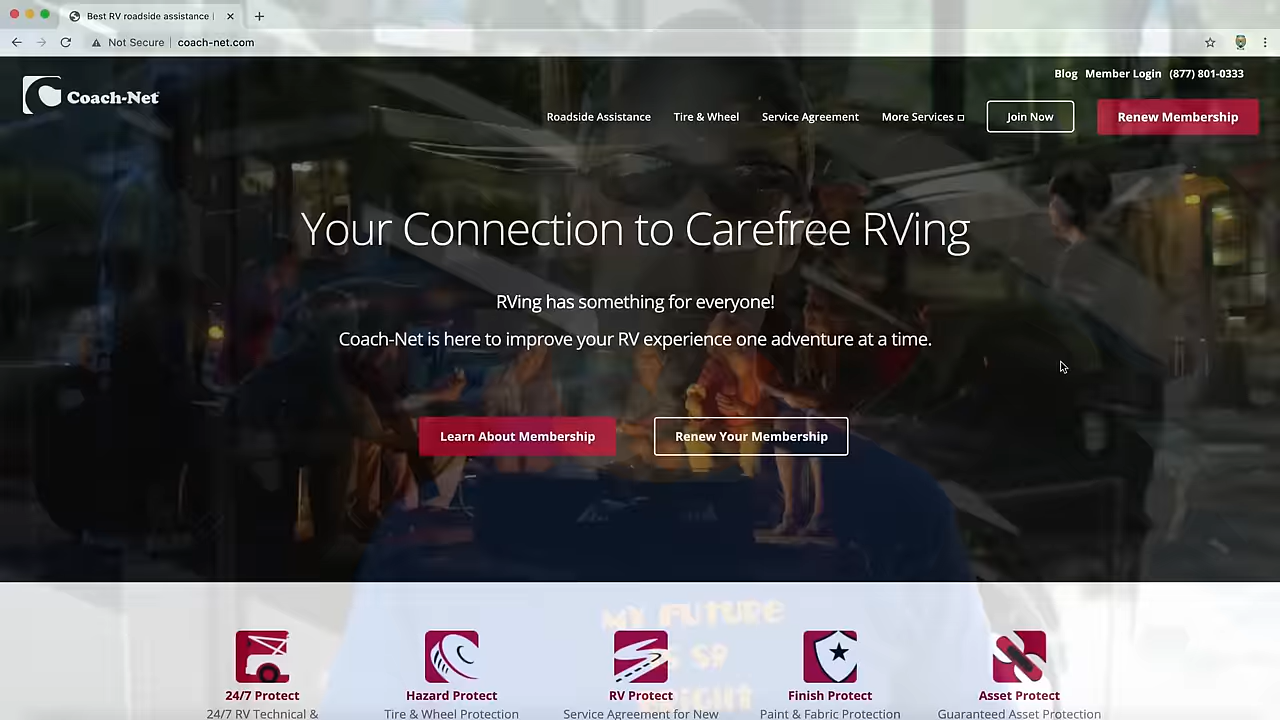 Best RV roadside assistance |
Not Secure | coach-net.com
Blog Member Login (877) 801-0333
Coach-Net
Roadside Assistance Tire & Wheel Service Agreement More Services Join Now Renew Membership
Your Connection to Carefree RVing
RVing has something for everyone!
Coach-Net is here to improve your RV experience one adventure at a time.
Learn About Membership Renew Your Membership
MY FUTURE
24/7 Protect Hazard Protect RV Protect Finish Protect Asset Protect
24/7 RV Technical & Tire & Wheel Protection Service Agreement for New Paint & Fabric Protection Guaranteed Asset Protection